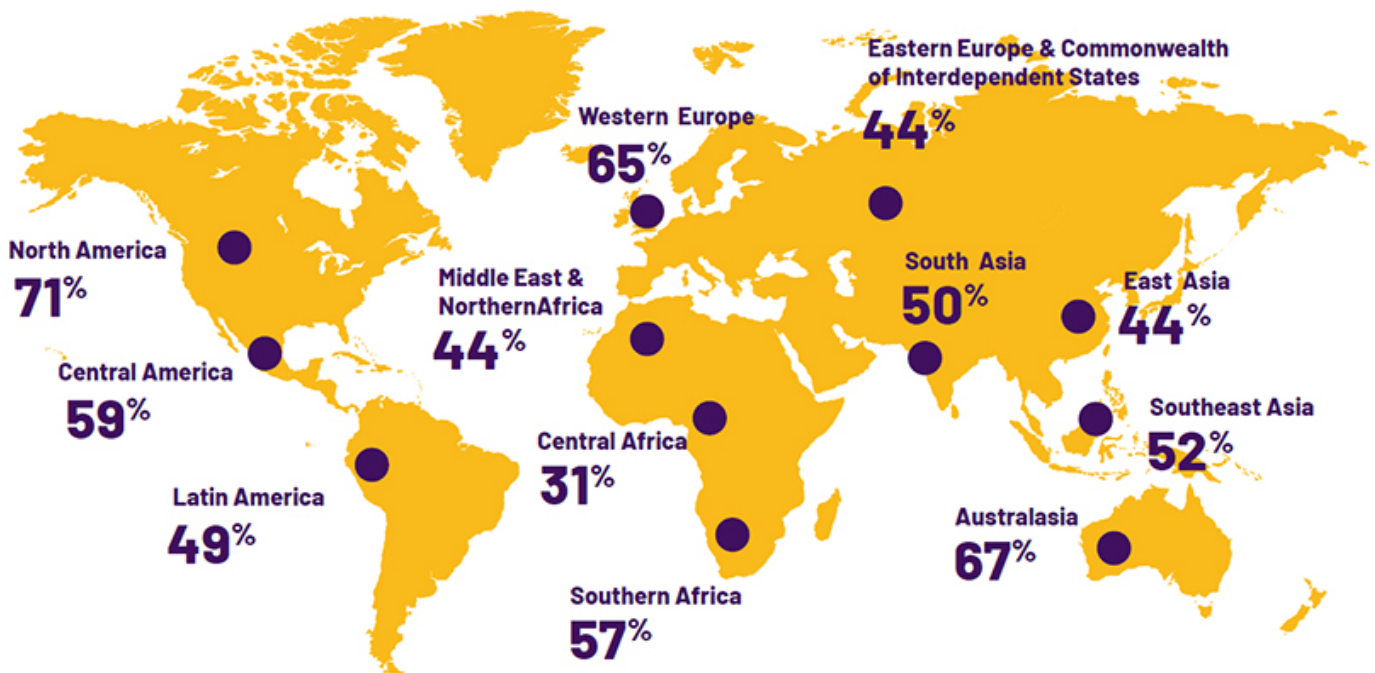 Eastern Europe & Commonwealth
of Interdependent States
44%
Western Europe
65%
North America
71%
Middle East &
NorthernAfrica
44%
South Asia
50%
East Asia
44%
Central America
59%
Southeast Asia
52%
Central Africa
31%
Latin America
49%
Australasia
67%
Southern Africa
57%